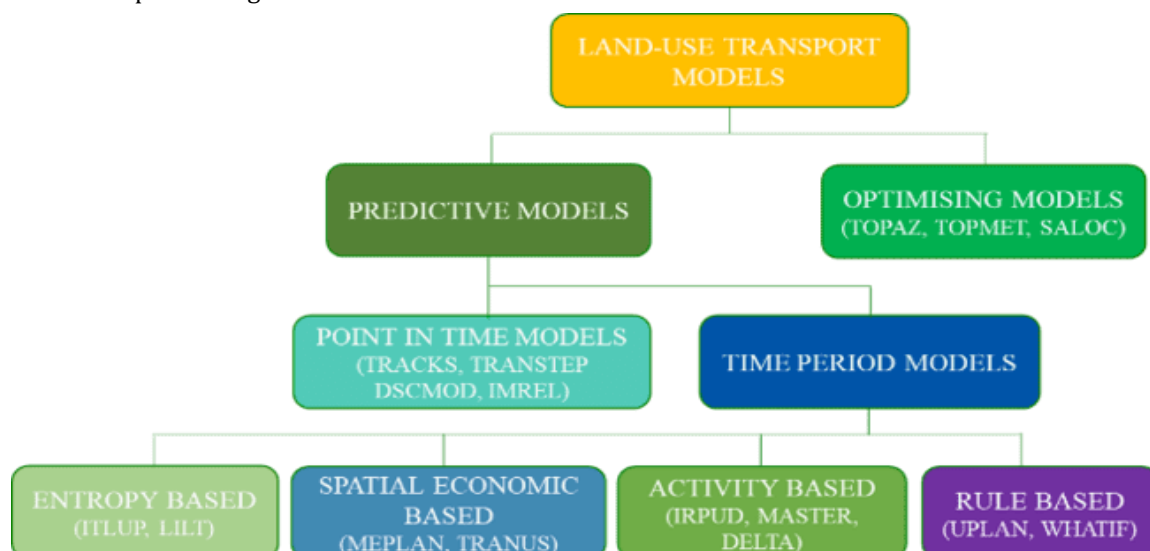 LAND-USE TRANSPORT
MODELS
PREDICTIVE MODELS
OPTIMISING MODELS
(TOPAZ, TOPMET, SALOC)
POINT IN TIME MODELS
(TRACKS, TRANSTEP
DSCMOD, IMREL)
TIME PERIOD MODELS
ENTROPY BASED
(ITLUP, LILT)
SPATIAL ECONOMIC
BASED
(MEPLAN, TRANUS)
ACTIVITY BASED
(IRPUD, MASTER,
DELTA)
RULE BASED
(UPLAN, WHATIF)